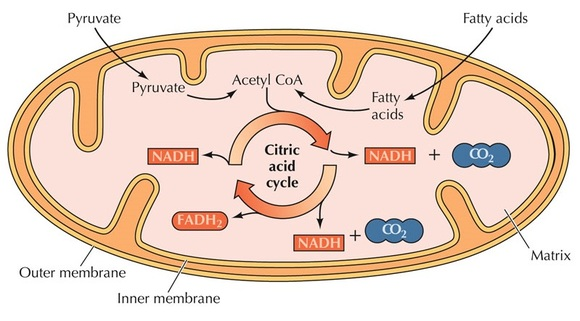 Pyruvate
Fatty acids
Pyruvate
Acetyl CoA
Fatty
acids
NADH
Citric
acid
cycle
NADH + CO2
FADH2
NADH + CO2
Matrix
Outer membrane
Inner membrane